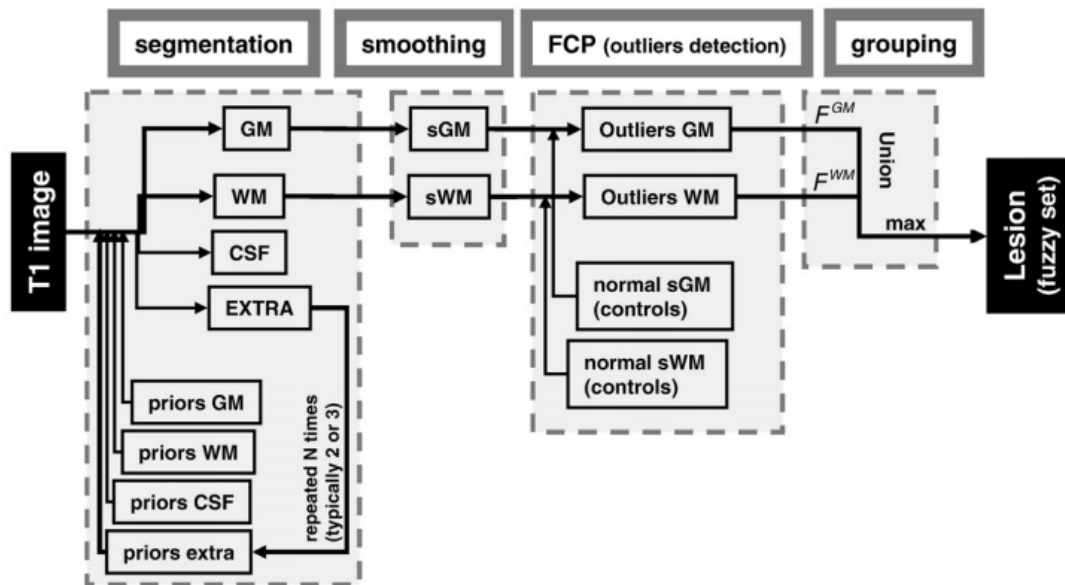 segmentation
smoothing
FCP (outliers detection)
grouping
T1 image
GM
WM
CSF
EXTRA
priors GM
priors WM
priors CSF
priors extra
repeated N times
(typically 2 or 3)
sGM
sWM
Outliers GM
Outliers WM
normal sGM
(controls)
normal sWM
(controls)
F^GM
F^WM
Union
max
Lesion
(fuzzy set)